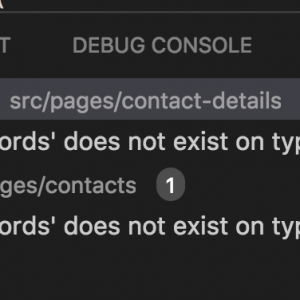 T DEBUG CONSOLE
src/pages/contact-details
ords' does not exist on typ
ges/contacts 1
ords' does not exist on typ